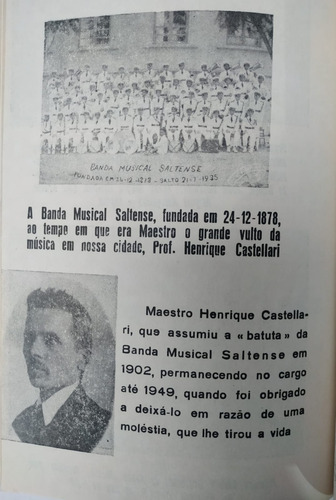 BANDA MUSICAL SALTENSE
FUNDADA EM 24-12-1878 - SALTO 21-7-1935
A Banda Musical Saltense, fundada em 24-12-1878,
ao tempo em que era Maestro o grande vulto da
música em nossa cidade, Prof. Henrique Castellari
Maestro Henrique Castella-
ri, que assumiu a «batuta» da
Banda Musical Saltense em
1902, permanecendo no cargo
até 1949, quando foi obrigado
a deixá-lo em razão de uma
moléstia, que lhe tirou a vida